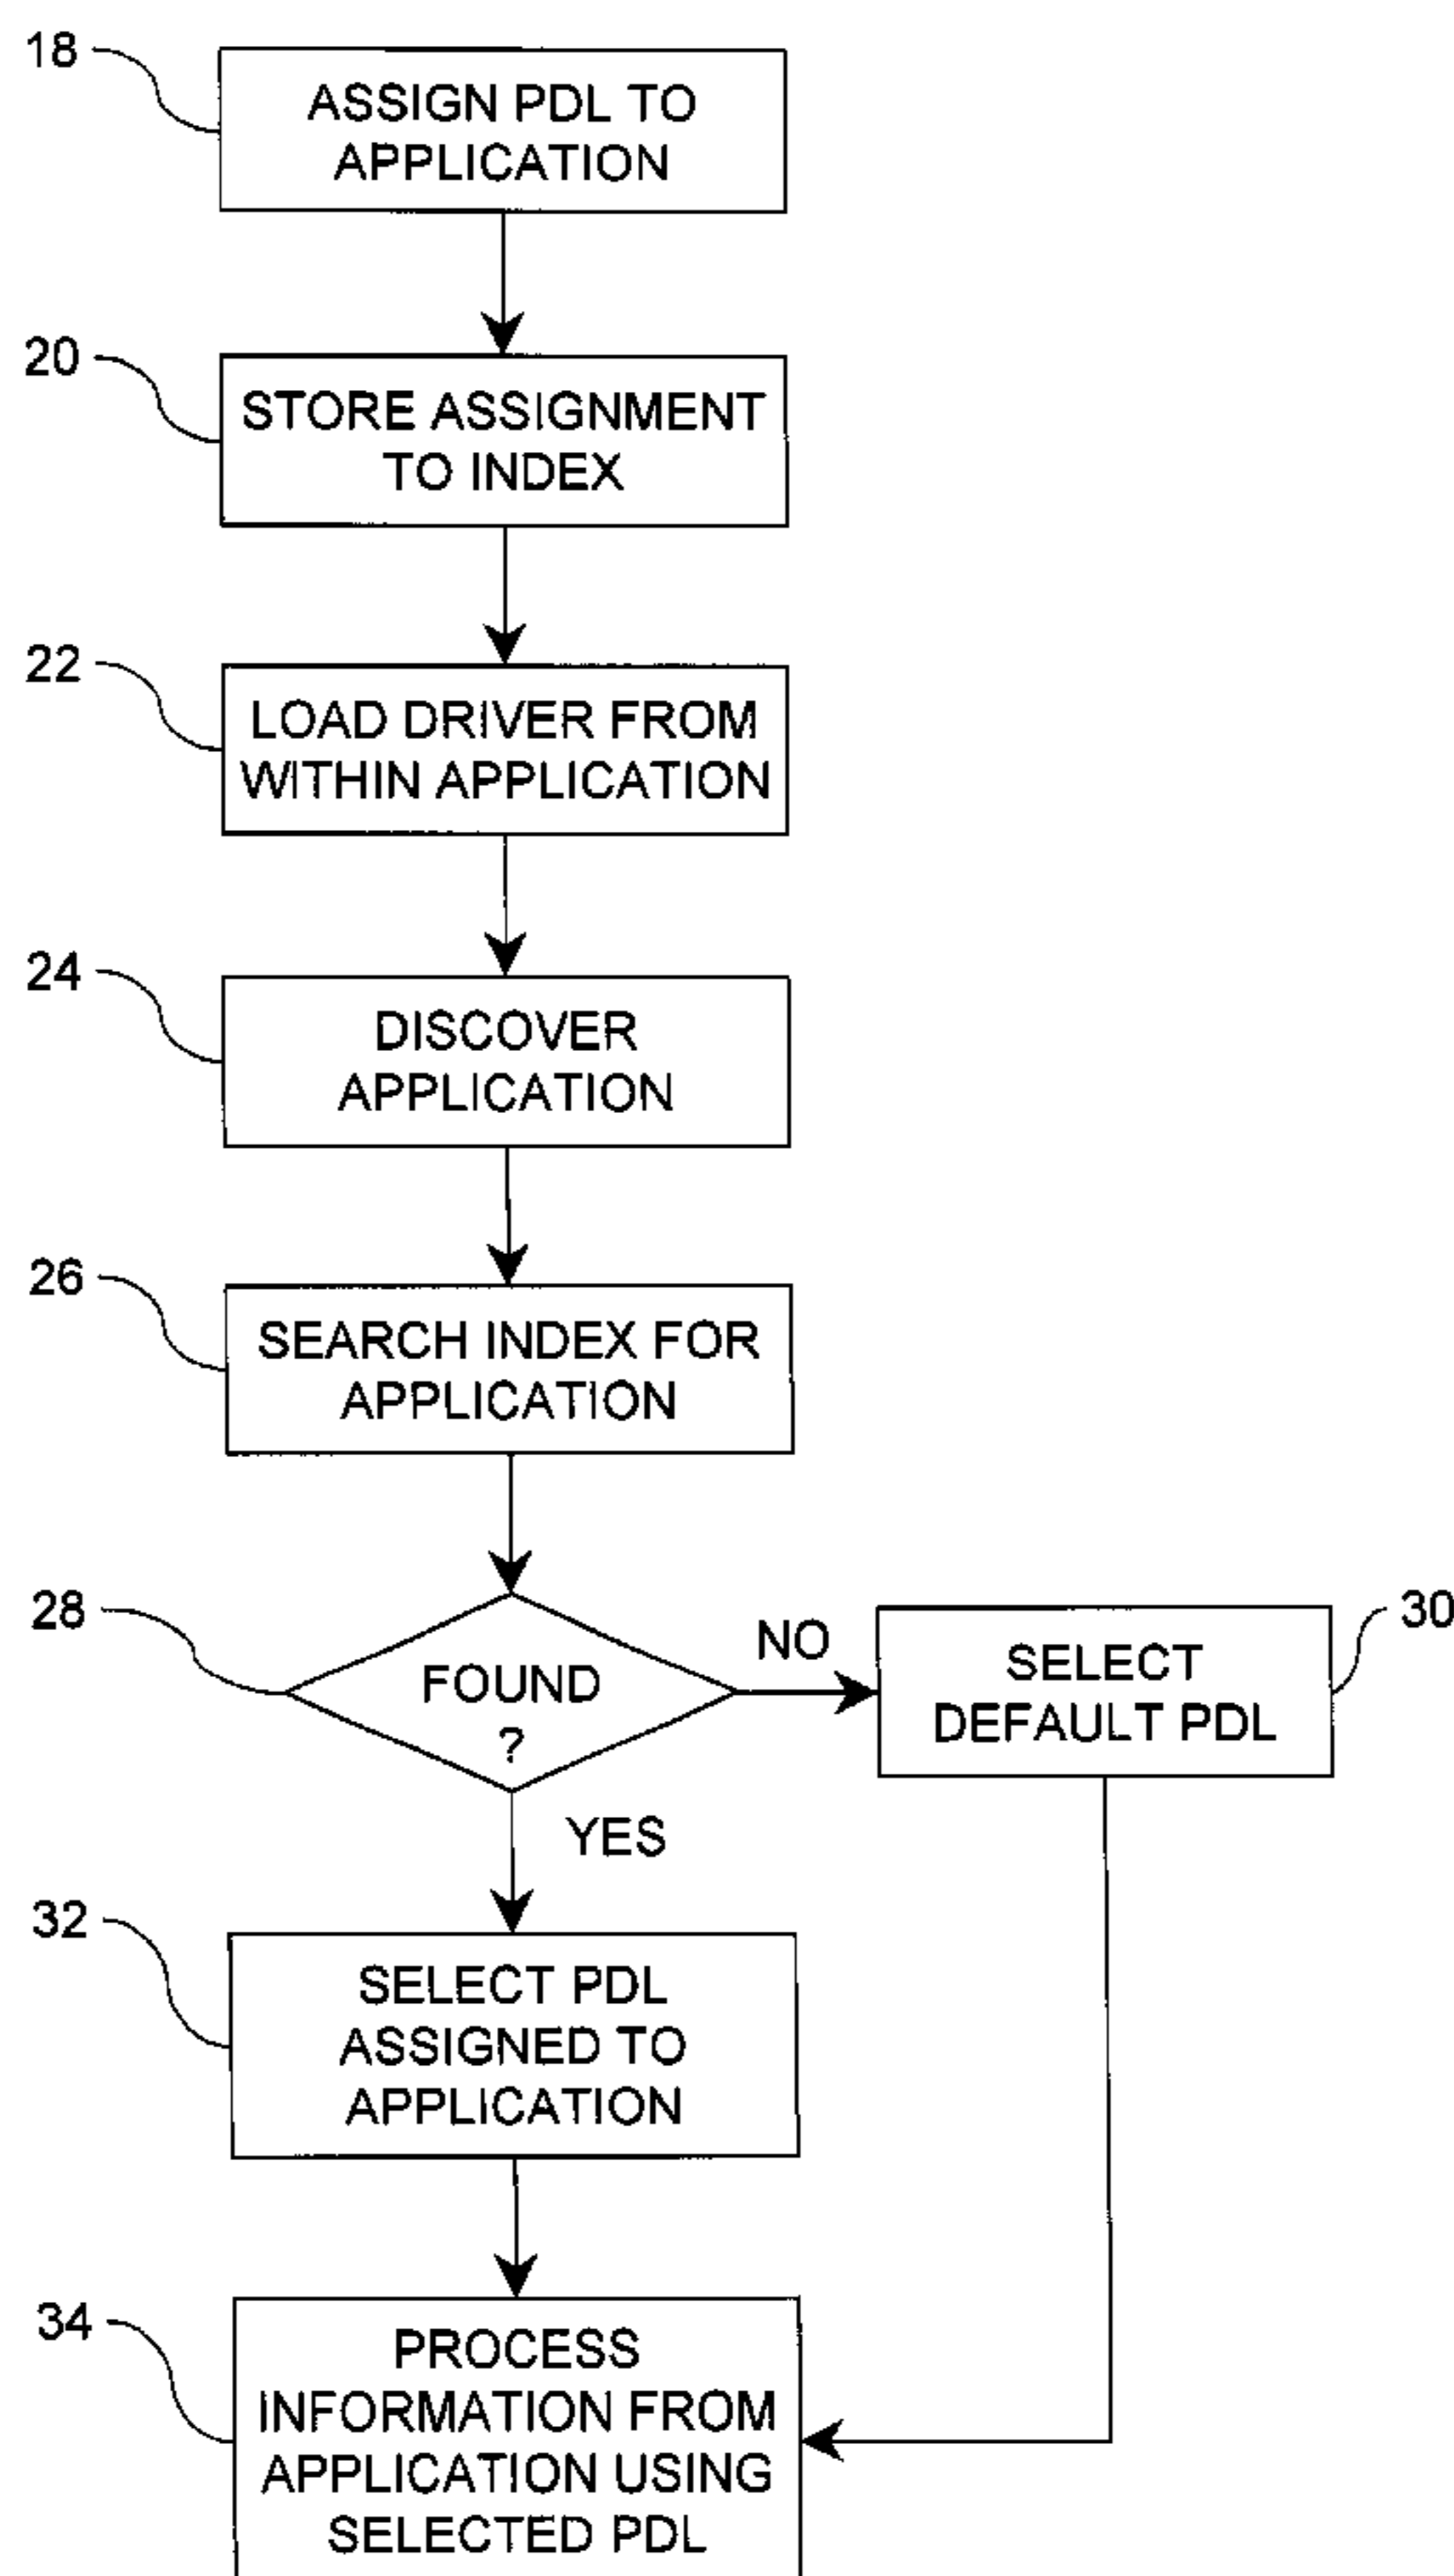 18
ASSIGN PDL TO
APPLICATION
20
STORE ASSIGNMENT
TO INDEX
22
LOAD DRIVER FROM
WITHIN APPLICATION
24
DISCOVER
APPLICATION
26
SEARCH INDEX FOR
APPLICATION
28
FOUND
?
NO
30
SELECT
DEFAULT PDL
YES
32
SELECT PDL
ASSIGNED TO
APPLICATION
34
PROCESS
INFORMATION FROM
APPLICATION USING
SELECTED PDL